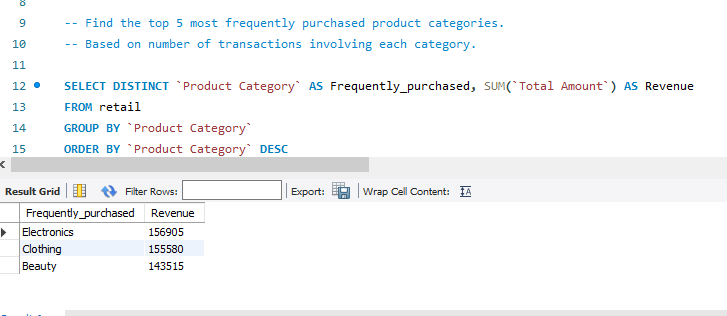 8
9 -- Find the top 5 most frequently purchased product categories.
10 -- Based on number of transactions involving each category.
11
12 SELECT DISTINCT `Product Category` AS Frequently_purchased, SUM(`Total Amount`) AS Revenue
13 FROM retail
14 GROUP BY `Product Category`
15 ORDER BY `Product Category` DESC
Result Grid Filter Rows: Export: Wrap Cell Content:
Frequently_purchased Revenue
Electronics 156905
Clothing 155580
Beauty 143515